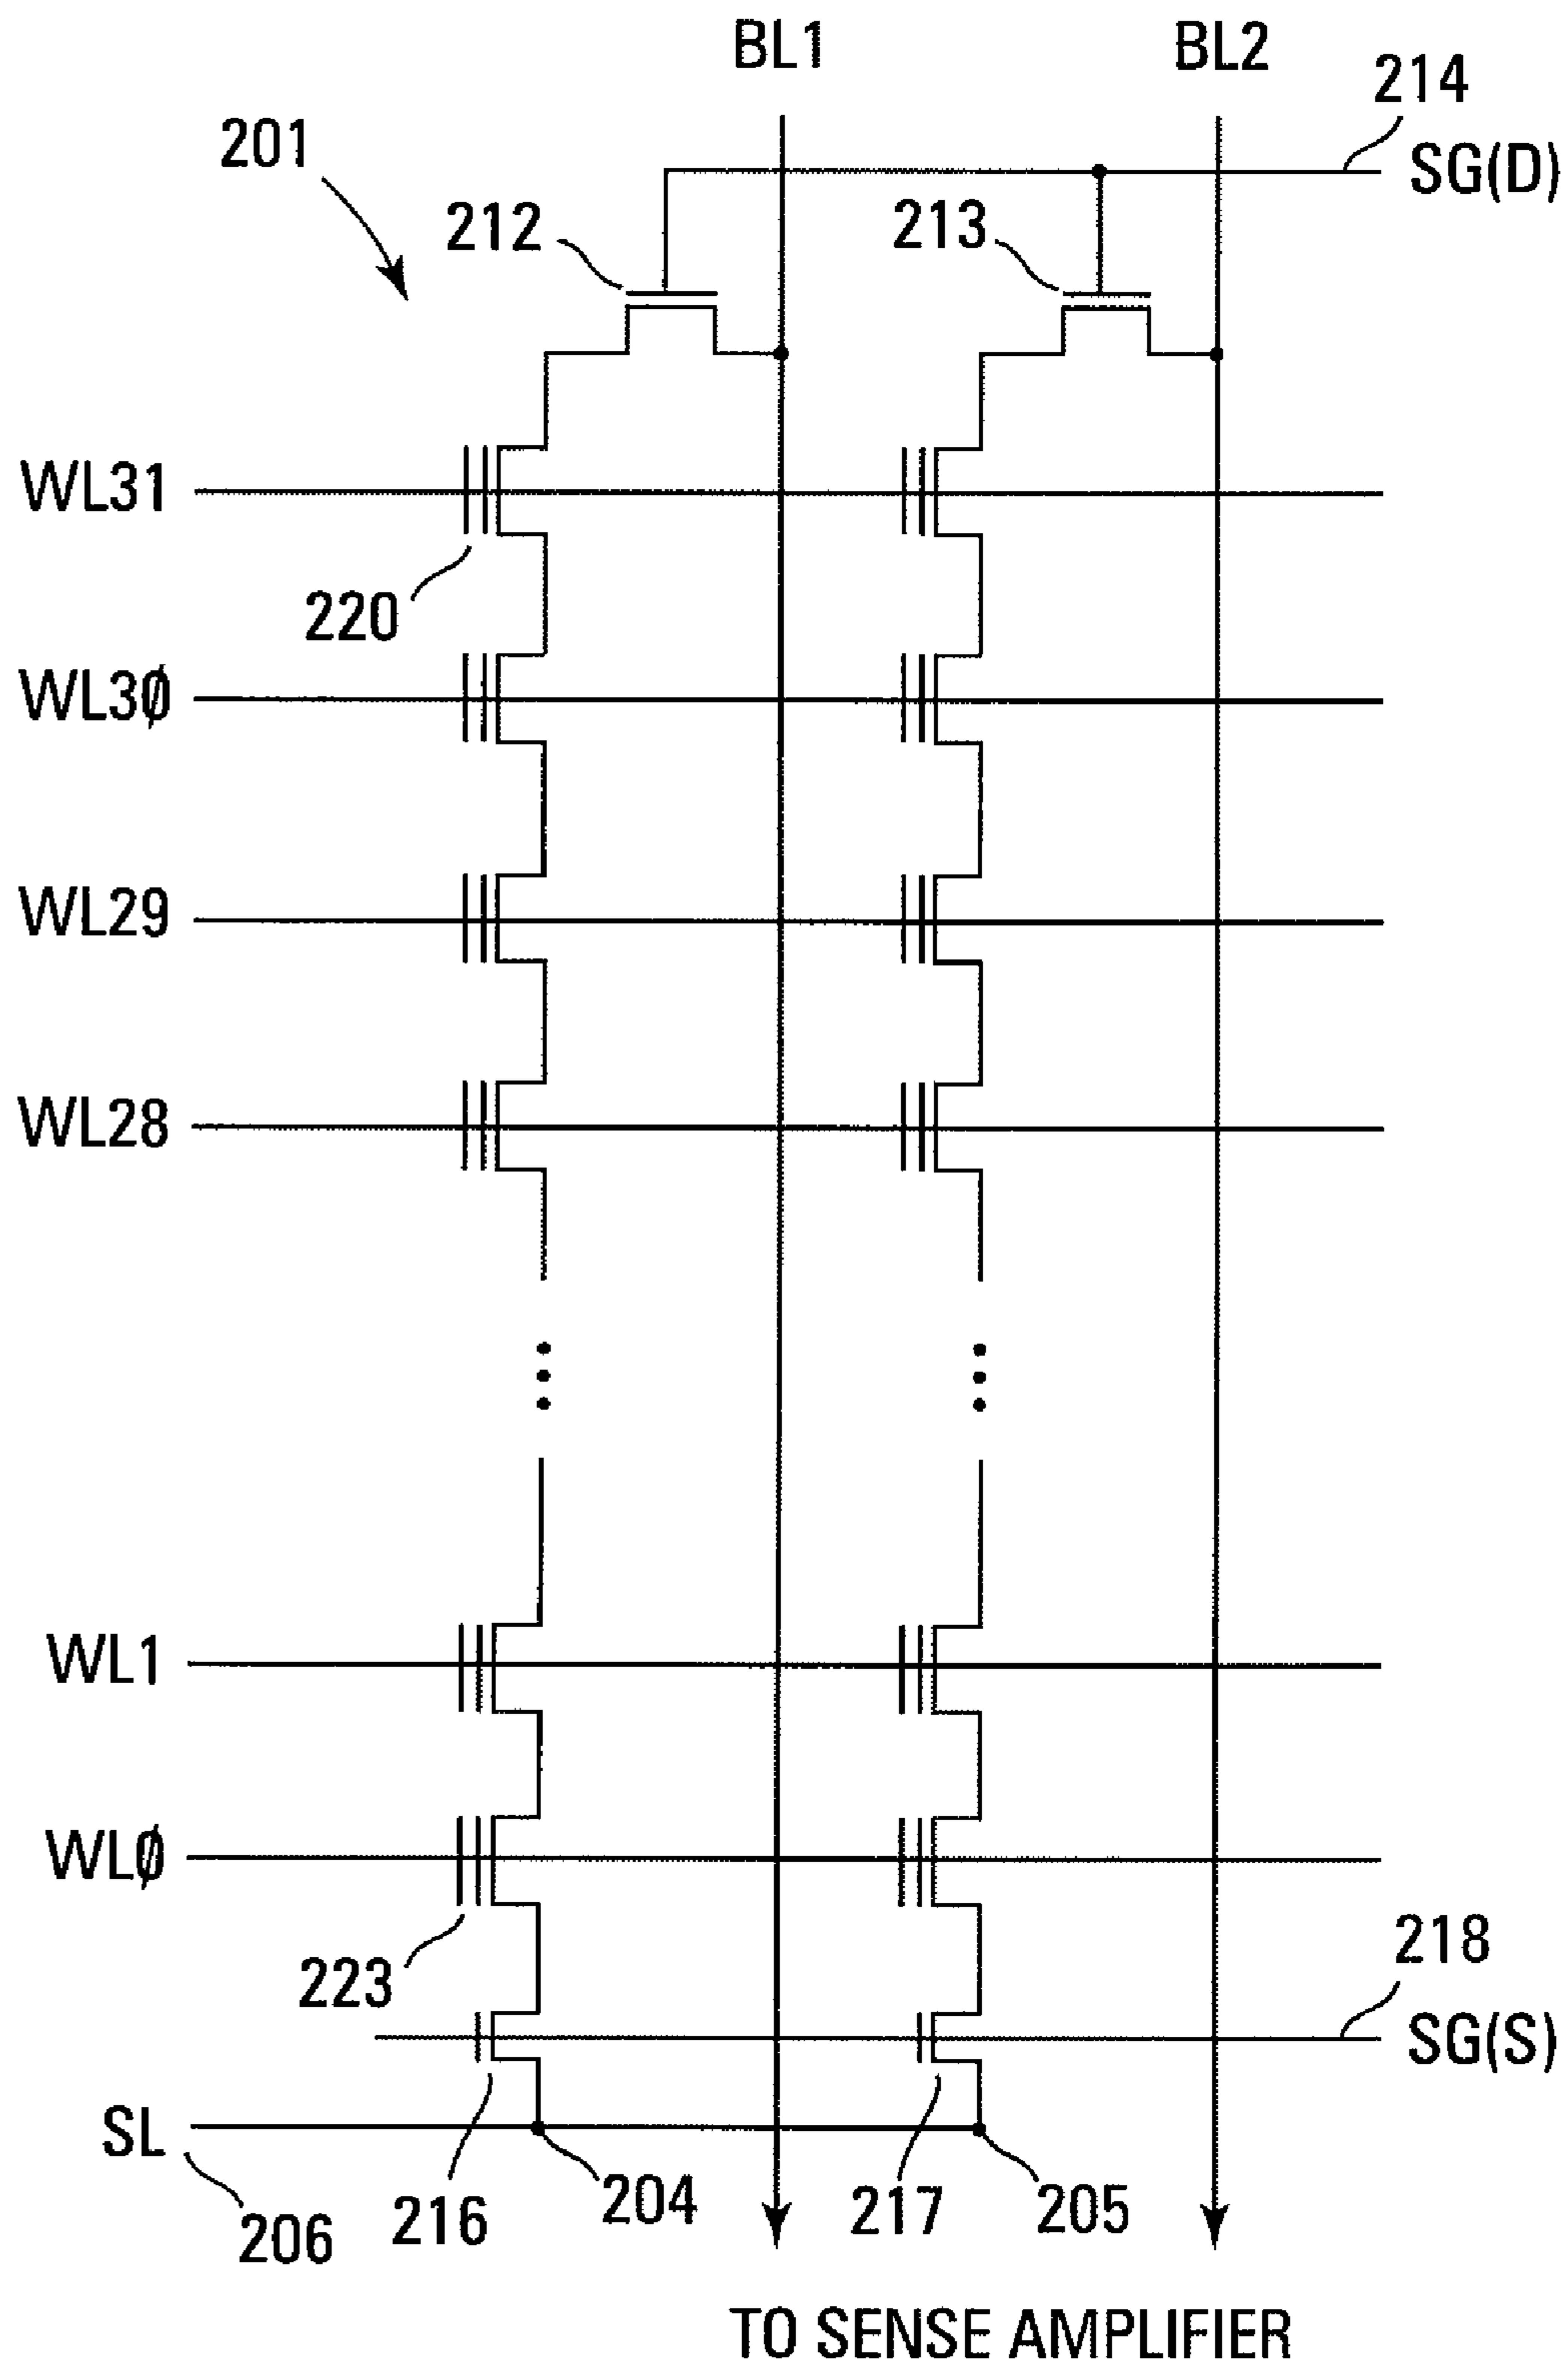 BL1 BL2
214
201 SG(D)
212 213
WL31
220
WL3Ø
WL29
WL28
WL1
WLØ
218
223
SG(S)
SL
216 204 217 205
206
TO SENSE AMPLIFIER